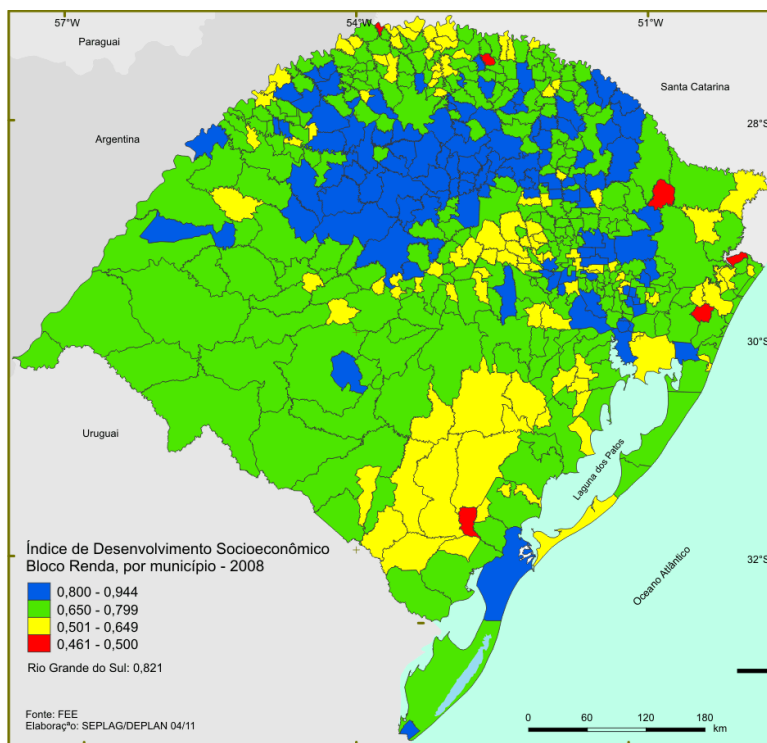 57°W
54°W
51°W
Paraguai
Santa Catarina
28°S
Argentina
30°S
Uruguai
Laguna dos Patos
Oceano Atlântico
32°S
Índice de Desenvolvimento Socioeconômico
Bloco Renda, por município - 2008
0,800 - 0,944
0,650 - 0,799
0,501 - 0,649
0,461 - 0,500
Rio Grande do Sul: 0,821
Fonte: FEE
Elaboraçªo: SEPLAG/DEPLAN 04/11
0 60 120 180
km